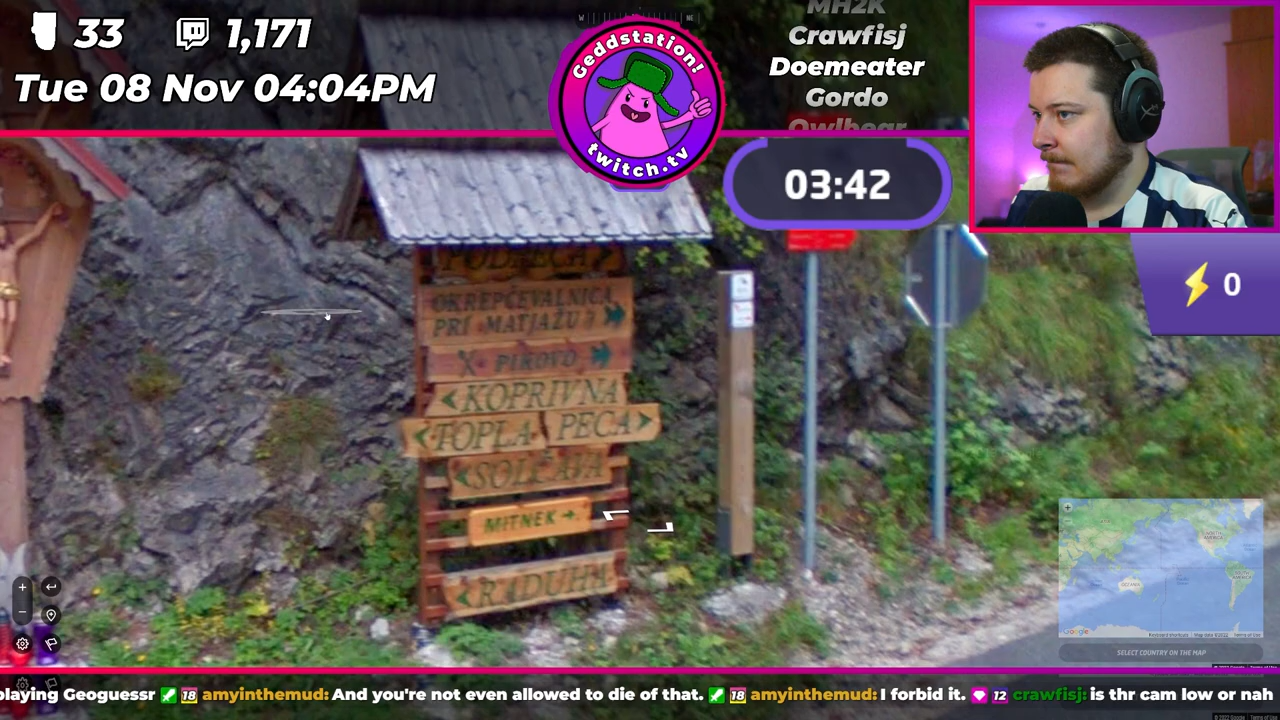 33 1,171
Tue 08 Nov 04:04PM
W NE
Geddstation!
twitch.tv
MH2K
Crawfisj
Doemeater
Gordo
Owlbear
03:42
0
PODPECA
OKREPČEVALNICA
PRI MATJAŽU
PIKOVO
KOPRIVNA
TOPLA PECA
SOLČAVA
MITNEK
RADUHA
SELECT COUNTRY ON THE MAP
playing Geoguessr 18 amyinthemud: And you're not even allowed to die of that. 18 amyinthemud: I forbid it. 12 crawfisj: is thr cam low or nah